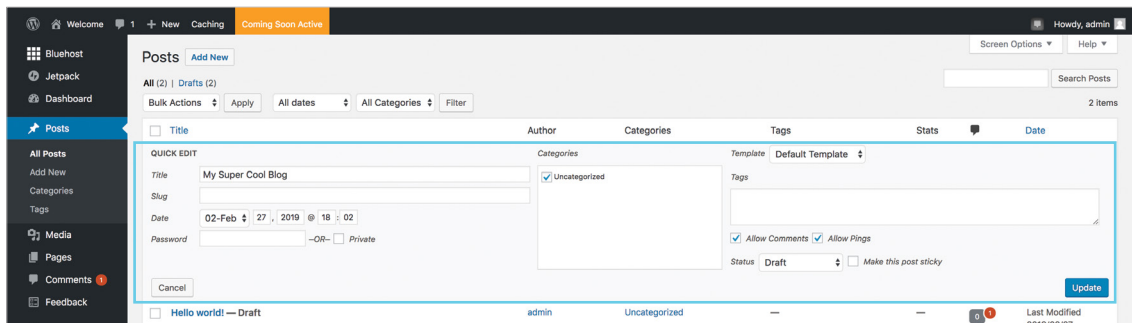 Welcome 1 + New Caching Coming Soon Active Howdy, admin
Screen Options ▼ Help ▼
Bluehost
Jetpack
Dashboard
Posts
All Posts
Add New
Categories
Tags
Media
Pages
Comments 1
Feedback
Posts Add New
All (2) | Drafts (2)
Search Posts
Bulk Actions Apply All dates All Categories Filter 2 items
Title Author Categories Tags Stats Date
QUICK EDIT
Title My Super Cool Blog
Slug
Date 02-Feb 27 , 2019 @ 18 : 02
Password –OR– Private
Categories
Uncategorized
Template Default Template
Tags
Allow Comments Allow Pings
Status Draft Make this post sticky
Cancel Update
Hello world! — Draft admin Uncategorized — — 0 1 Last Modified